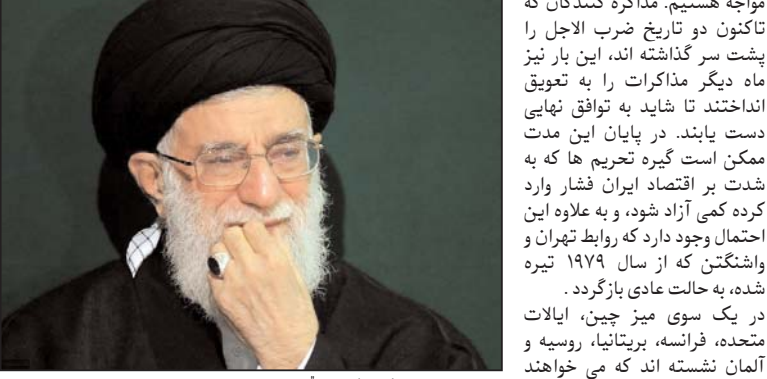 مواجه هستیم. مذاکره کنندگان که
تاکنون دو تاریخ ضرب الاجل را
پشت سر گذاشته اند، این بار نیز
ماه دیگر مذاکرات را به تعویق
انداختند تا شاید به توافق نهایی
دست یابند. در پایان این مدت
ممکن است گیره تحریم ها که به
شدت بر اقتصاد ایران فشار وارد
کرده کمی آزاد شود، و به علاوه این
احتمال وجود دارد که روابط تهران و
واشنگتن که از سال ۱۹۷۹ تیره
شده، به حالت عادی بازگردد .
در یک سوی میز چین، ایالات
متحده، فرانسه، بریتانیا، روسیه و
آلمان نشسته اند که می خواهند